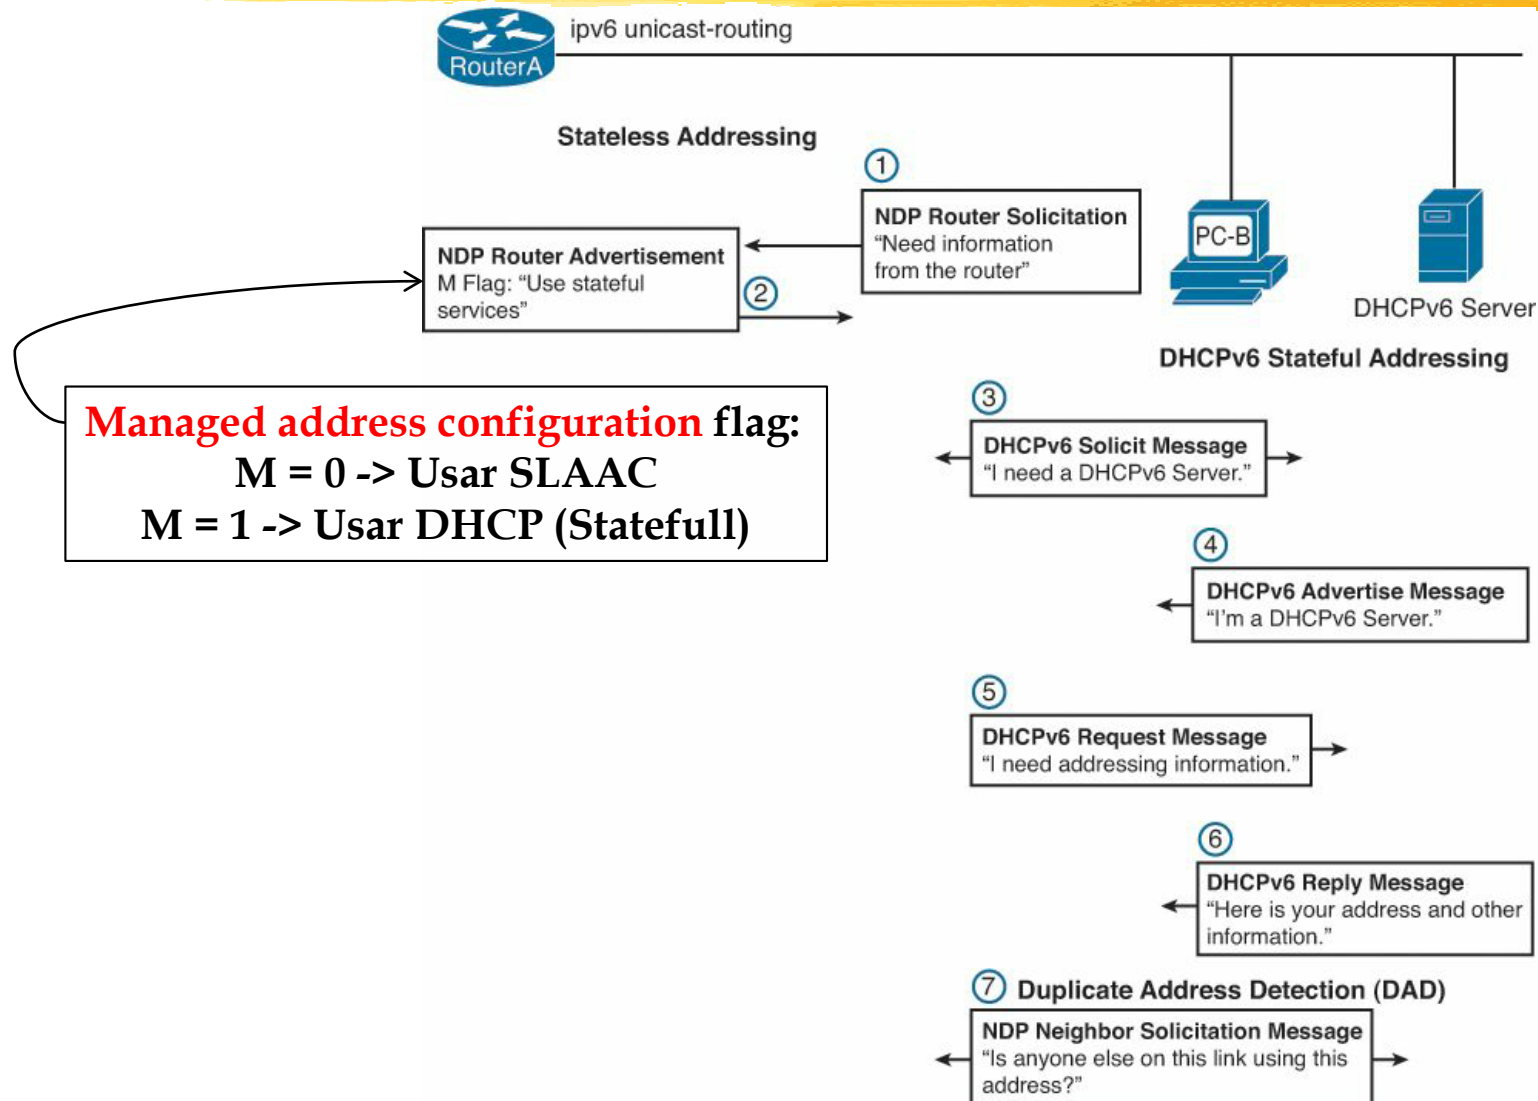 ipv6 unicast-routing
RouterA
Stateless Addressing
1
NDP Router Solicitation
“Need information
from the router”
PC-B
DHCPv6 Server
NDP Router Advertisement
M Flag: “Use stateful
services”
2
DHCPv6 Stateful Addressing
Managed address configuration flag:
M = 0 -> Usar SLAAC
M = 1 -> Usar DHCP (Statefull)
3
DHCPv6 Solicit Message
“I need a DHCPv6 Server.”
4
DHCPv6 Advertise Message
“I’m a DHCPv6 Server.”
5
DHCPv6 Request Message
“I need addressing information.”
6
DHCPv6 Reply Message
“Here is your address and other
information.”
7 Duplicate Address Detection (DAD)
NDP Neighbor Solicitation Message
“Is anyone else on this link using this
address?”